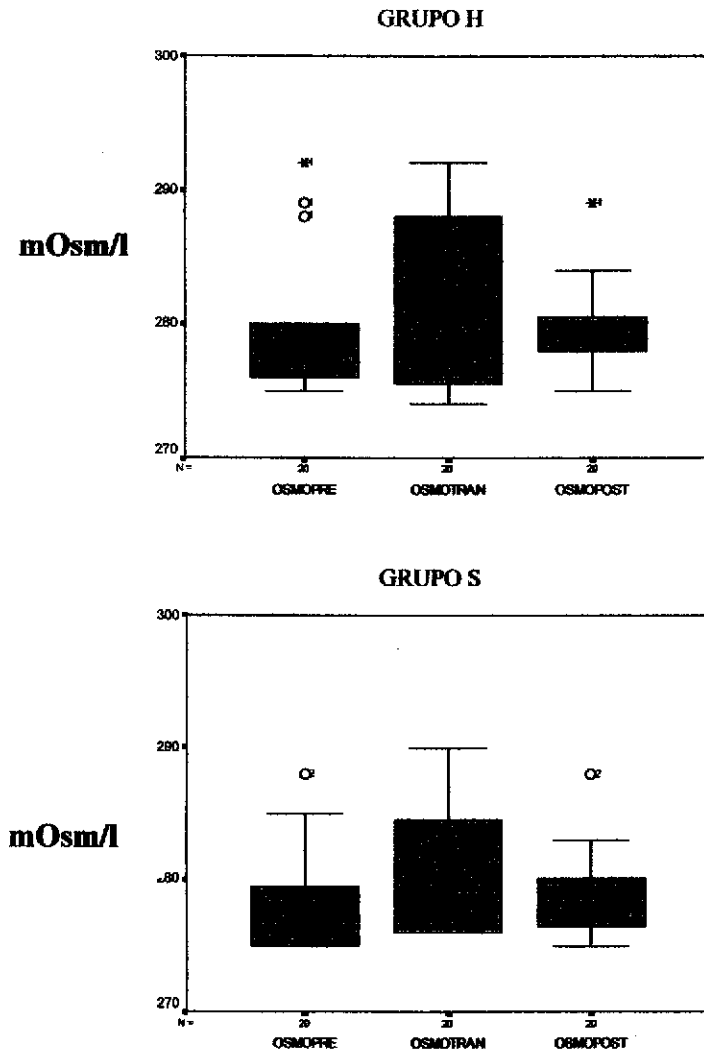 GRUPO H
300
290
mOsm/l
280
270
N = 20 20 20
OSMOPRE OSMOTRAN OSMOPOST
GRUPO S
300
290
mOsm/l
280
270
N = 20 20 20
OSMOPRE OSMOTRAN OSMOPOST